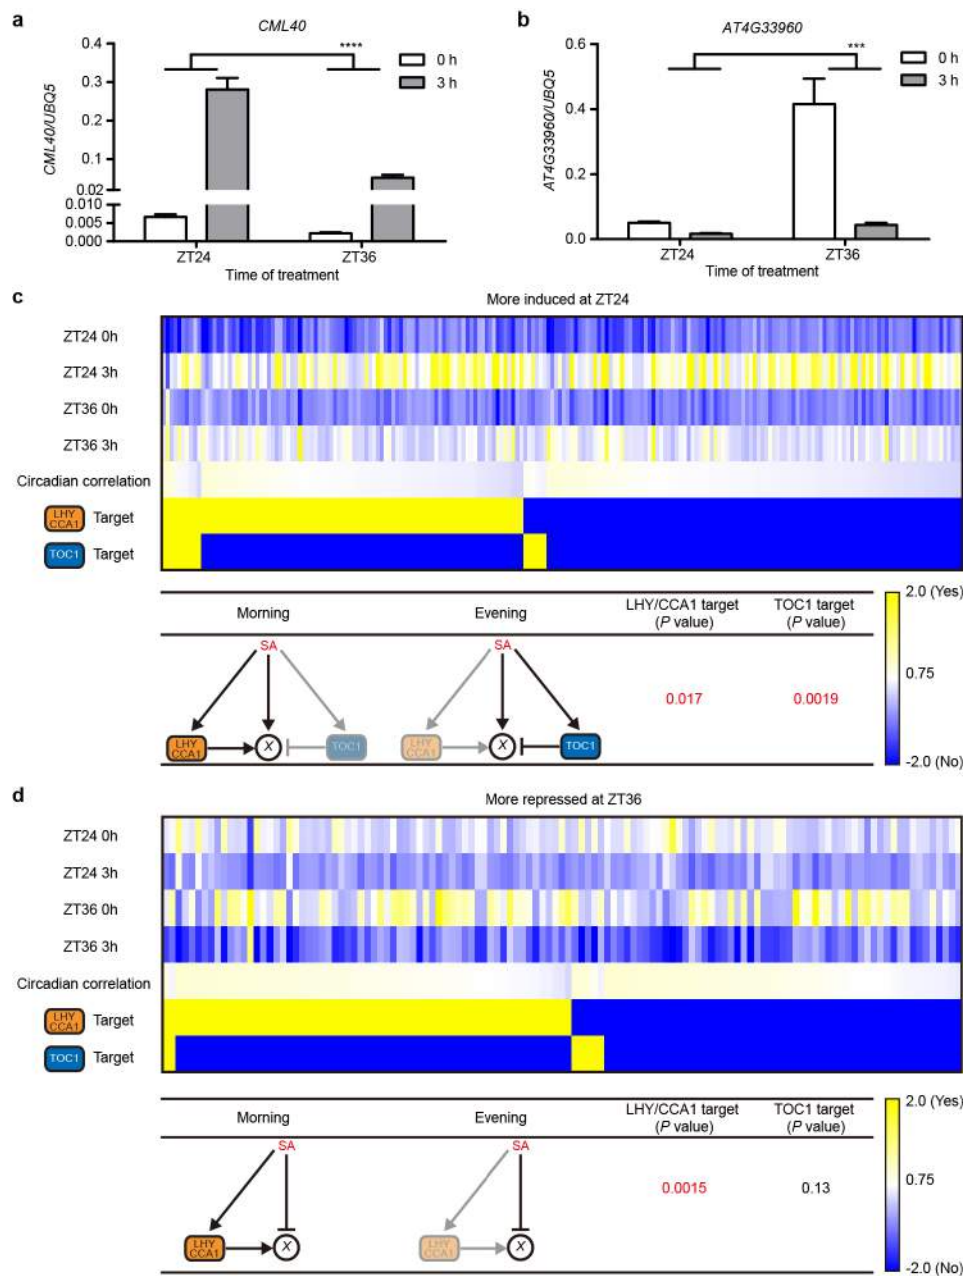 a
CML40
0.4
0.3
0.2
0.1
0.02
0.010
0.005
0.000
CML40/UBQ5
****
0 h
3 h
ZT24
ZT36
Time of treatment
b
AT4G33960
0.6
0.4
0.2
0.0
AT4G33960/UBQ5
***
0 h
3 h
ZT24
ZT36
Time of treatment
c
More induced at ZT24
ZT24 0h
ZT24 3h
ZT36 0h
ZT36 3h
Circadian correlation
LHY
CCA1
Target
TOC1
Target
Morning
Evening
LHY/CCA1 target
(P value)
TOC1 target
(P value)
SA
LHY
CCA1
X
TOC1
SA
LHY
CCA1
X
TOC1
0.017
0.0019
2.0 (Yes)
0.75
-2.0 (No)
d
More repressed at ZT36
ZT24 0h
ZT24 3h
ZT36 0h
ZT36 3h
Circadian correlation
LHY
CCA1
Target
TOC1
Target
Morning
Evening
LHY/CCA1 target
(P value)
TOC1 target
(P value)
SA
LHY
CCA1
X
SA
LHY
CCA1
X
0.0015
0.13
2.0 (Yes)
0.75
-2.0 (No)